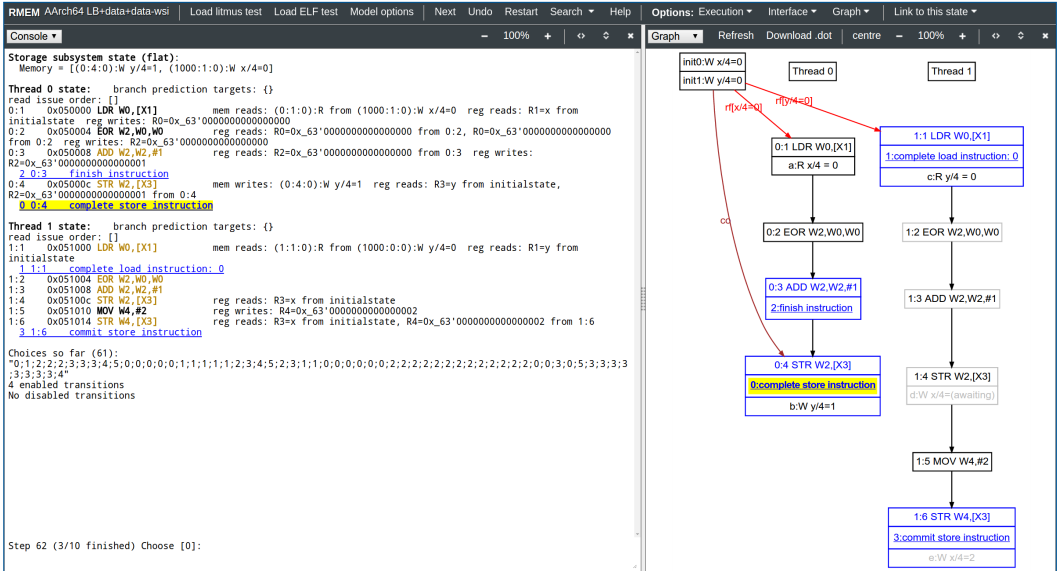 RMEM AArch64 LB+data+data-wsi Load litmus test Load ELF test Model options Next Undo Restart Search Help Options: Execution Interface Graph Link to this state
Console – 100% +
Graph Refresh Download .dot centre – 100% +
Storage subsystem state (flat):
Memory = [(0:4:0):W y/4=1, (1000:1:0):W x/4=0]
Thread 0 state: branch prediction targets: {}
read issue order: []
0:1 0x050000 LDR W0,[X1] mem reads: (0:1:0):R from (1000:1:0):W x/4=0 reg reads: R1=x from
initialstate reg writes: R0=0x_63'0000000000000000
0:2 0x050004 EOR W2,W0,W0 reg reads: R0=0x_63'0000000000000000 from 0:2, R0=0x_63'0000000000000000
from 0:2 reg writes: R2=0x_63'0000000000000000
0:3 0x050008 ADD W2,W2,#1 reg reads: R2=0x_63'0000000000000000 from 0:3 reg writes:
R2=0x_63'0000000000000001
2 0:3 finish instruction
0:4 0x05000c STR W2,[X3] mem writes: (0:4:0):W y/4=1 reg reads: R3=y from initialstate,
R2=0x_63'0000000000000001 from 0:4
0 0:4 complete store instruction
Thread 1 state: branch prediction targets: {}
read issue order: []
1:1 0x051000 LDR W0,[X1] mem reads: (1:1:0):R from (1000:0:0):W y/4=0 reg reads: R1=y from
initialstate
1 1:1 complete load instruction: 0
1:2 0x051004 EOR W2,W0,W0
1:3 0x051008 ADD W2,W2,#1
1:4 0x05100c STR W2,[X3] reg reads: R3=x from initialstate
1:5 0x051010 MOV W4,#2 reg writes: R4=0x_63'0000000000000002
1:6 0x051014 STR W4,[X3] reg reads: R3=x from initialstate, R4=0x_63'0000000000000002 from 1:6
3 1:6 commit store instruction
Choices so far (61):
"0;1;2;2;2;3;3;3;4;5;0;0;0;0;0;1;1;1;1;1;2;3;4;5;2;3;1;1;0;0;0;0;0;0;2;2;2;2;2;2;2;2;2;2;2;2;2;2;0;0;3;0;5;3;3;3;3
;3;3;3;3;4"
4 enabled transitions
No disabled transitions
Step 62 (3/10 finished) Choose [0]:
init0:W x/4=0
init1:W y/4=0
Thread 0
Thread 1
rf[x/4=0]
rf[y/4=0]
co
0:1 LDR W0,[X1]
a:R x/4 = 0
0:2 EOR W2,W0,W0
0:3 ADD W2,W2,#1
2:finish instruction
0:4 STR W2,[X3]
0:complete store instruction
b:W y/4=1
1:1 LDR W0,[X1]
1:complete load instruction: 0
c:R y/4 = 0
1:2 EOR W2,W0,W0
1:3 ADD W2,W2,#1
1:4 STR W2,[X3]
d:W x/4=(awaiting)
1:5 MOV W4,#2
1:6 STR W4,[X3]
3:commit store instruction
e:W x/4=2